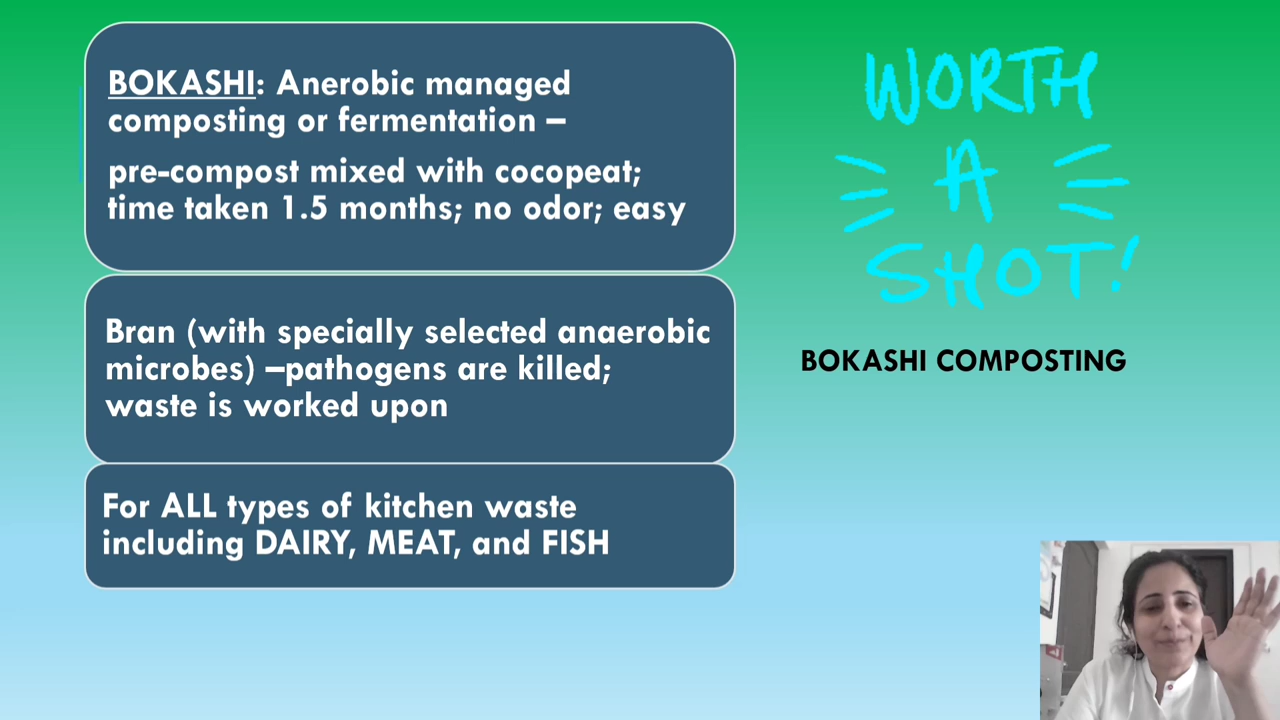 BOKASHI: Anerobic managed
composting or fermentation –
pre-compost mixed with cocopeat;
time taken 1.5 months; no odor; easy
Bran (with specially selected anaerobic
microbes) –pathogens are killed;
waste is worked upon
For ALL types of kitchen waste
including DAIRY, MEAT, and FISH
WORTH
A
SHOT!
BOKASHI COMPOSTING